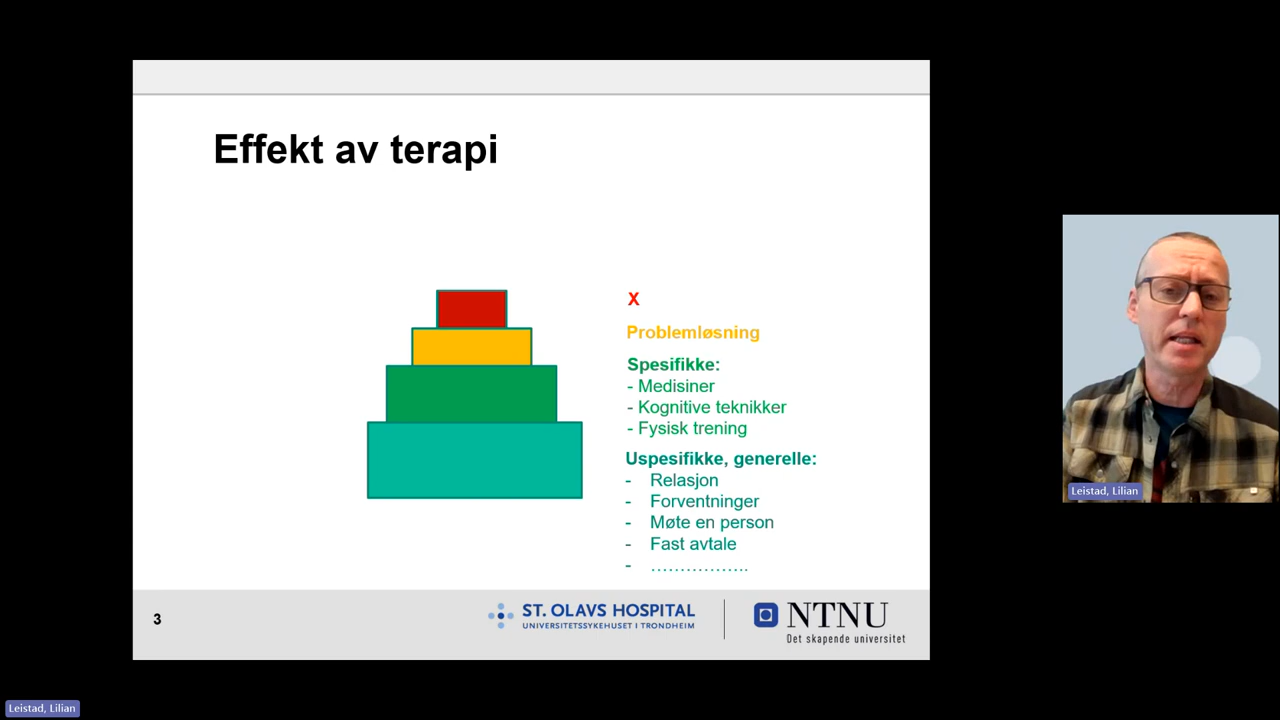 Effekt av terapi
X
Problemløsning
Spesifikke:
- Medisiner
- Kognitive teknikker
- Fysisk trening
Uspesifikke, generelle:
- Relasjon
- Forventninger
- Møte en person
- Fast avtale
- ……………..
3
ST. OLAVS HOSPITAL
UNIVERSITETSSYKEHUSET I TRONDHEIM
NTNU
Det skapende universitet
Leistad, Lilian
Leistad, Lilian